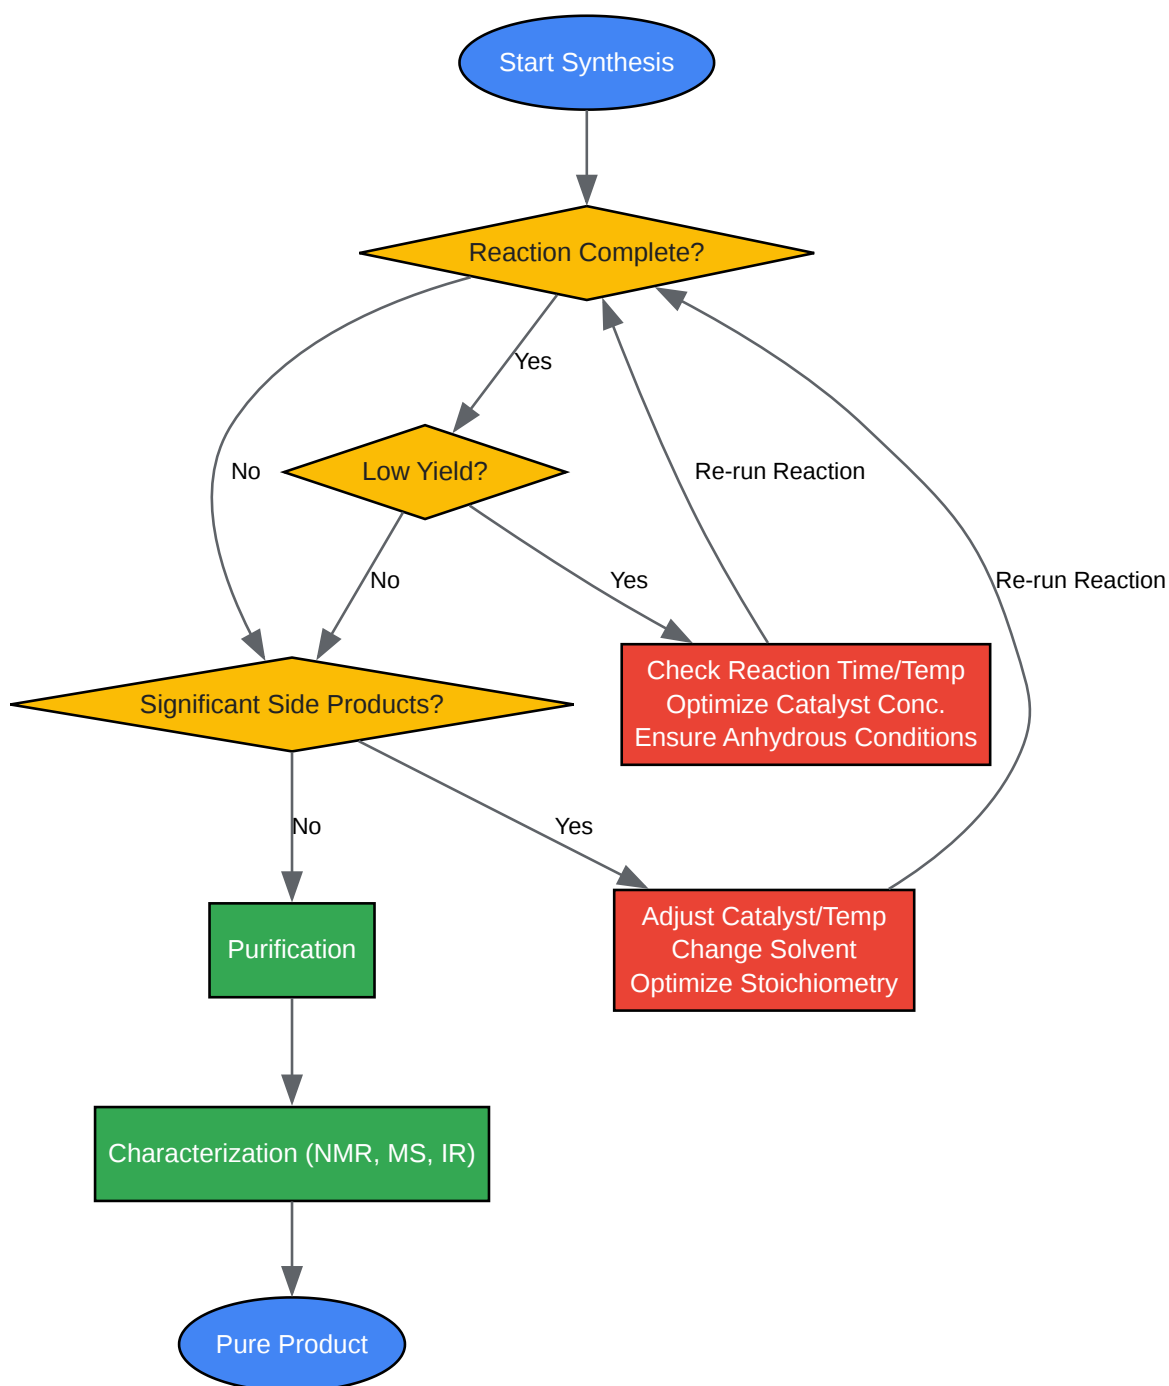 Start Synthesis
Reaction Complete?
Yes
No
Low Yield?
Re-run Reaction
No
Yes
Re-run Reaction
Check Reaction Time/Temp
Optimize Catalyst Conc.
Ensure Anhydrous Conditions
Significant Side Products?
No
Yes
Adjust Catalyst/Temp
Change Solvent
Optimize Stoichiometry
Purification
Characterization (NMR, MS, IR)
Pure Product